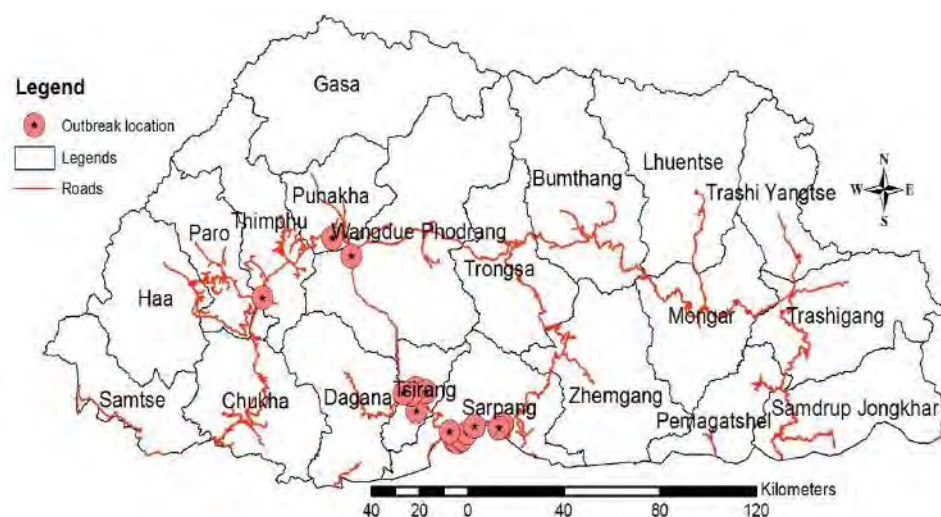 Legend
Outbreak location
Legends
Roads
Gasa
N
W E
S
Lhuentse
Bumthang
Trashi Yangtse
Punakha
Thimphu
Wangdue Phodrang
Paro
Trongsa
Haa
Mongar
Trashigang
Tsirang
Zhemgang
Samtse
Chukha
Dagana
Sarpang
Pemagatshel
Samdrup Jongkhar
Kilometers
40 20 0 40 80 120